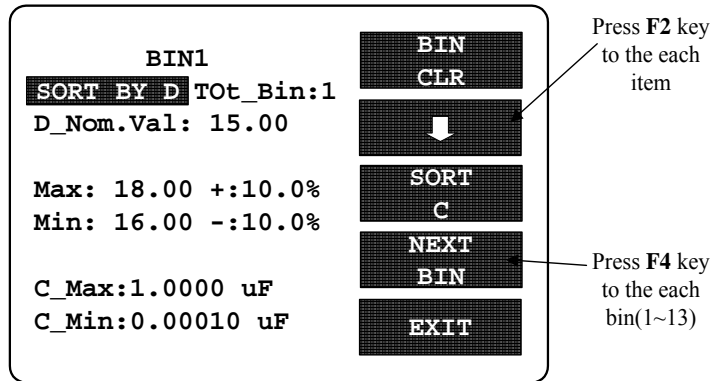 BIN1
SORT BY D TOt_Bin:1
D_Nom.Val: 15.00
Max: 18.00 +:10.0%
Min: 16.00 -:10.0%
C_Max:1.0000 uF
C_Min:0.00010 uF
BIN
CLR
SORT
C
NEXT
BIN
EXIT
Press F2 key
to the each
item
Press F4 key
to the each
bin(1~13)